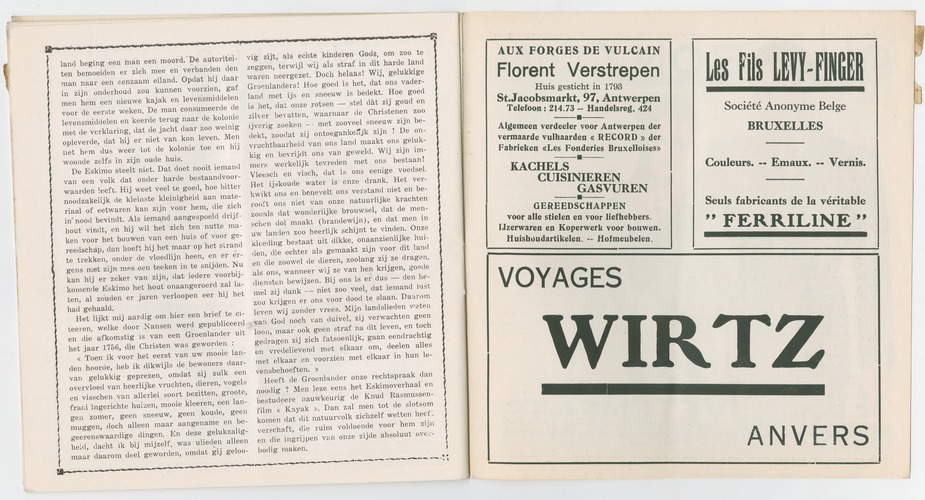 land beging een man een moord. De autoritei-
ten bemoeiden er zich mee en verbanden den
man naar een eenzaam eiland. Opdat hij daar
in zijn onderhoud zou kunnen voorzien, gaf
men hem een nieuwe kajak en levensmiddelen
voor de eerste weken. De man consumeerde de
levensmiddelen en keerde terug naar de kolonie
met de verklaring, dat de jacht daar zoo weinig
opleverde, dat hij er niet van kon leven. Men
liet hem dus weer tot de kolonie toe en hij
woonde zelfs in zijn oude huis.
De Eskimo steelt niet. Dat doet nooit iemand
van een volk dat onder harde bestaandvoor-
waarden leeft. Hij weet veel te goed, hoe bitter
noodzakelijk de kleinste kleinigheid aan mate-
riaal of eetwaren kan zijn voor hem, die zich
in nood bevindt. Als iemand aangespoeld drijf-
hout vindt, en hij wil het zich ten nutte ma-
ken voor het bouwen van een huis of voor ge-
reedschap, dan hoeft hij het maar op het strand
te trekken, onder de vloedlijn heen, en er er-
gens met zijn mes een teeken in te snijden. Nu
kan hij er zeker van zijn, dat iedere voorbij-
komende Eskimo het hout onaangeroerd zal la-
ten, al zouden er jaren verloopen eer hij het
had gehaald.
Het lijkt mij aardig om hier een brief te ci-
teeren, welke door Nansen werd gepubliceerd
en die afkomstig is van een Groenlander uit
het jaar 1756, die Christen was geworden :
« Toen ik voor het eerst van uw mooie lan-
den hoorde, heb ik dikwijls de bewoners daar-
van gelukkig geprezen, omdat zij zulk een
overvloed van heerlijke vruchten, dieren, vogels
en visschen van allerlei soort bezitten, groote,
fraai ingerichte huizen, mooie kleeren, een lan-
gen zomer, geen sneeuw, geen koude, geen
muggen, doch alleen maar aangename en be-
geerenswaardige dingen. En deze gelukzalig-
heid, dacht ik bij mijzelf, was ulieden alleen
maar daarom deel geworden, omdat gij geloo-
vig zijt, als echte kinderen Gods, om zoo te
zeggen, terwijl wij als straf in dit harde land
waren neergezet. Doch helaas! Wij, gelukkige
Groenlanders! Hoe goed is het, dat ons vader-
land met ijs en sneeuw is bedekt. Hoe goed
is het, dat onze rotsen — stel dàt zij goud en
zilver bevatten, waarnaar de Christenen zoo
ijverig zoeken — met zooveel sneeuw zijn be-
dekt, zoodat zij ontoegankelijk zijn ! De on-
vruchtbaarheid van ons land maakt ons geluk-
kig en bevrijdt ons van geweld. Wij zijn im-
mers werkelijk tevreden met ons bestaan!
Vleesch en visch, dat is ons eenige voedsel.
Het ijskoude water is onze drank. Het ver-
kwikt ons en benevelt ons verstand niet en be-
rooft ons niet van onze natuurlijke krachten
zooals dat wonderlijke brouwsel, dat de men-
schen dol maakt (brandewijn), en dat men in
uw landen zoo heerlijk schijnt te vinden. Onze
kleeding bestaat uit dikke, onaanzienlijke hui-
den, die echter als gemaakt zijn voor dit land
en die zoowel de dieren, zoolang zij ze dragen,
als ons, wanneer wij ze van hen krijgen, goede
diensten bewijzen. Bij ons is er dus — den he-
mel zij dank — niet zoo veel, dat iemand lust
zou krijgen er ons voor dood te slaan. Daarom
leven wij zonder vrees. Mijn landslieden weten
van God noch van duivel, zij verwachten geen
loon, maar ook geen straf na dit leven, en toch
gedragen zij zich fatsoenlijk, gaan eendrachtig
en vredelievend met elkaar om, deelen alles
met elkaar en voorzien met elkaar in hun le-
vensbehoeften. »
Heeft de Groenlander onze rechtspraak dan
noodig ? Men leze eens het Eskimoverhaal en
bestudeere nauwkeurig de Knud Rasmussen-
film « Kayak ». Dan zal men tot de slotsom
komen dat dit natuurvolk zichzelf wetten heeft
verschaft, die ruim voldoende voor hem zijn
en die ingrijpen van onze zijde absoluut over-
bodig maken.
AUX FORGES DE VULCAIN
Florent Verstrepen
Huis gesticht in 1793
St.Jacobsmarkt, 97, Antwerpen
Telefoon : 214.73 -- Handelsreg. 424
Algemeen verdeeler voor Antwerpen der
vermaarde vulhaarden « RECORD » der
Fabrieken «Les Fonderies Bruxelloises»
KACHELS
CUISINIEREN
GASVUREN
GEREEDSCHAPPEN
voor alle stielen en voor liefhebbers.
IJzerwaren en Koperwerk voor bouwen.
Huishoudartikelen. -- Hofmeubelen.
Les Fils LEVY-FINGER
Société Anonyme Belge
BRUXELLES
Couleurs. -- Emaux. -- Vernis.
Seuls fabricants de la véritable
" FERRILINE "
VOYAGES
WIRTZ
ANVERS